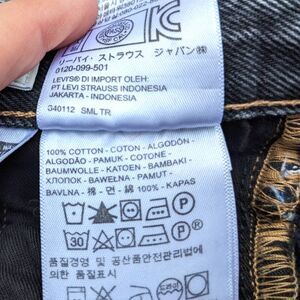 リーバイ・ストラウス ジャパン㈱
0120-099-501
LEVI'S® DI IMPORT OLEH:
PT LEVI STRAUSS INDONESIA
JAKARTA - INDONESIA
340112 SML TR
100% COTTON - COTON - ALGODÓN -
ALGODÃO - PAMUK - COTONE -
BAUMWOLLE - KATOEN - BAMBAKI -
ХЛОПОК - BAWEŁNA - PAMUT -
BAVLNA - 棉 - 면 - 綿 100% - KAPAS
30
P
품질경영 및 공산품안전관리법에
의한 품질표시